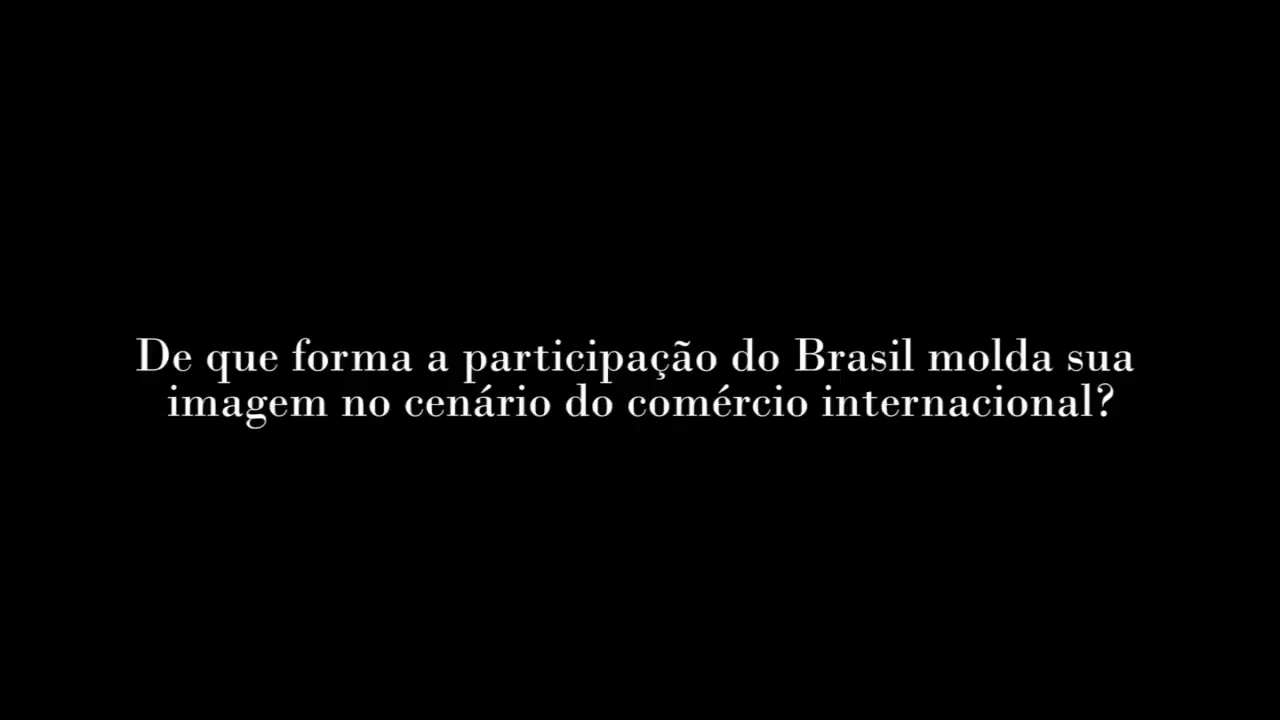 De que forma a participação do Brasil molda sua
imagem no cenário do comércio internacional?